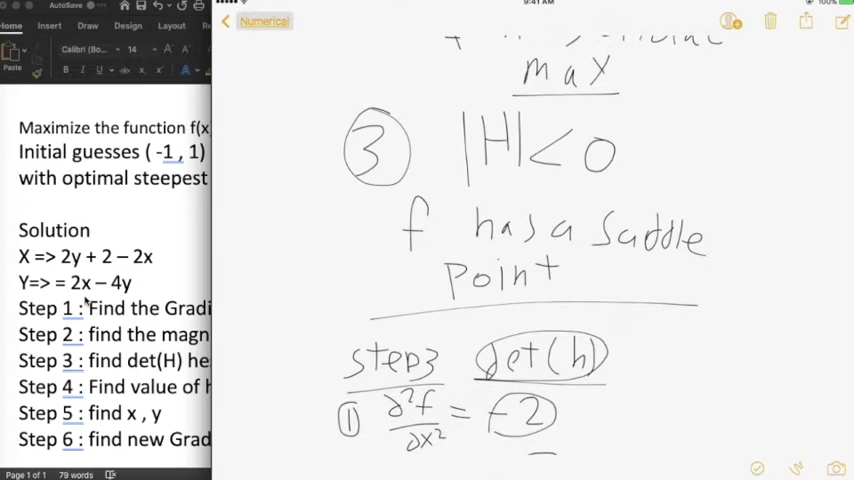 AutoSave
Home Insert Draw Design Layout
Calibri (Bo... 14
Paste
B I U
Maximize the function f(x
Initial guesses ( -1 , 1)
with optimal steepest
Solution
X => 2y + 2 – 2x
Y=> = 2x – 4y
Step 1 : Find the Gradi
Step 2 : find the magn
Step 3 : find det(H) hes
Step 4 : Find value of h
Step 5 : find x , y
Step 6 : find new Grad
Page 1 of 1 79 words
9:41 AM
100%
Numerical
max
3 |H| < 0
f has a Saddle
Point
step3 det(h)
1 ∂²f/∂x² = -2